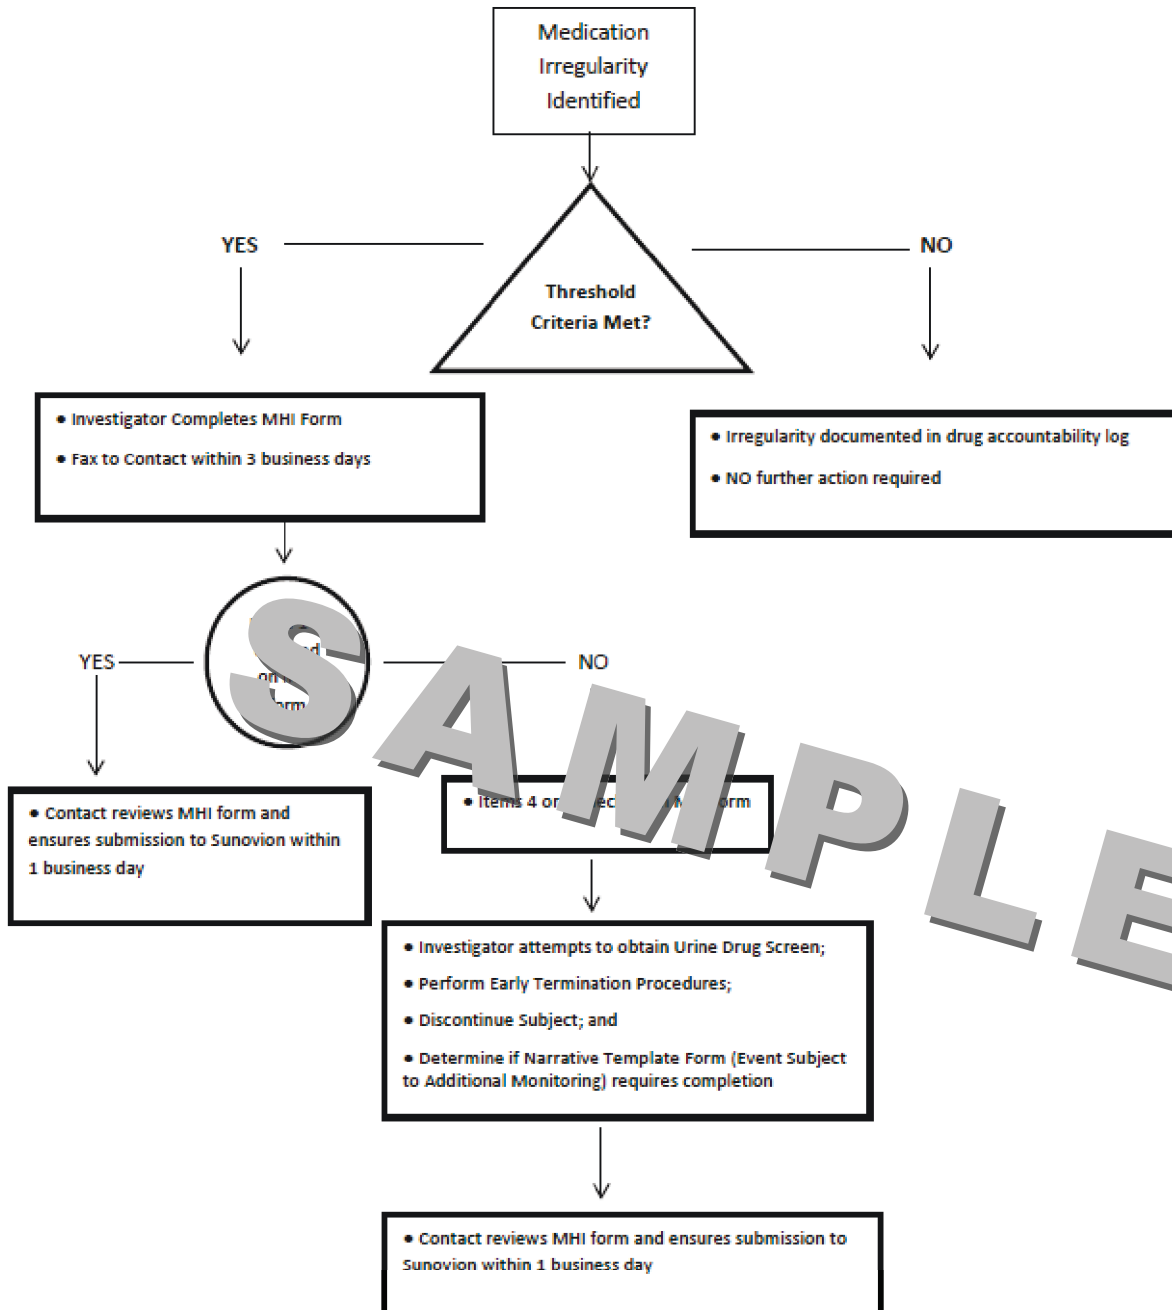 Medication
Irregularity
Identified
YES
NO
Threshold
Criteria Met?
● Investigator Completes MHI Form
● Fax to Contact within 3 business days
● Irregularity documented in drug accountability log
● NO further action required
YES
NO
on
● Contact reviews MHI form and
ensures submission to Sunovion within
1 business day
● Items 4 or
● Investigator attempts to obtain Urine Drug Screen;
● Perform Early Termination Procedures;
● Discontinue Subject; and
● Determine if Narrative Template Form (Event Subject
to Additional Monitoring) requires completion
● Contact reviews MHI form and ensures submission to
Sunovion within 1 business day
SAMPLE